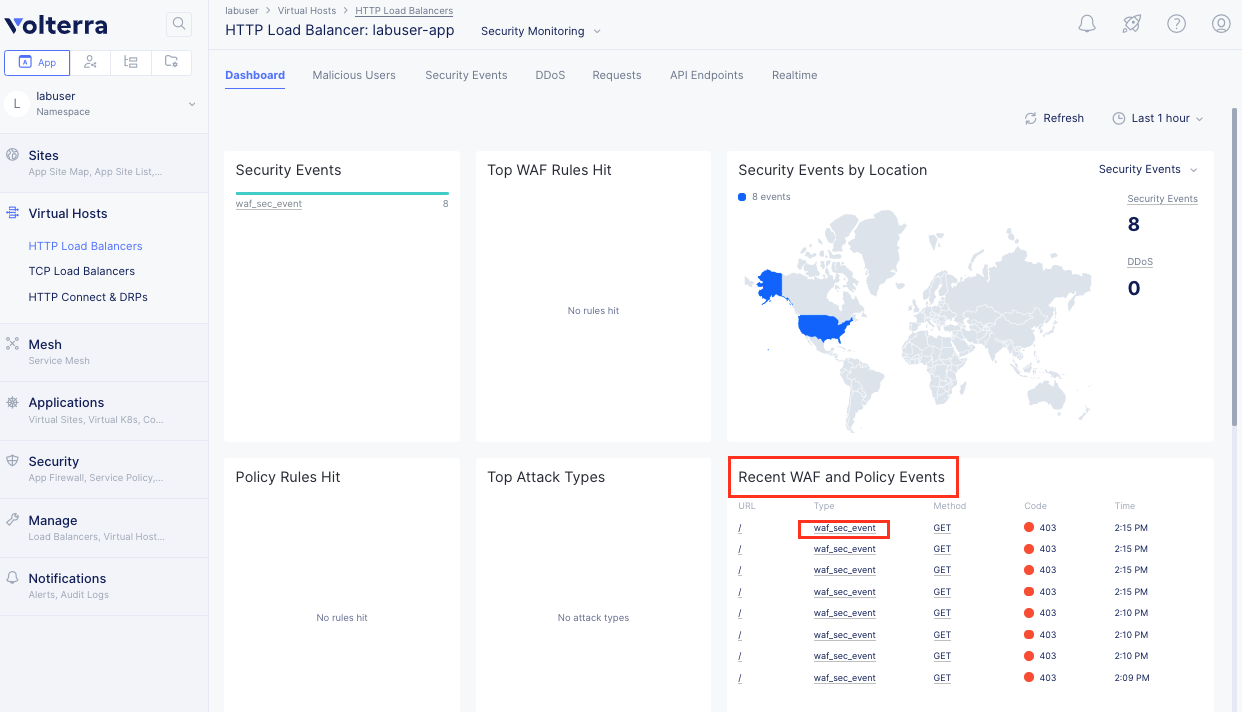 Volterra
App
L
labuser
Namespace
Sites
App Site Map, App Site List,...
Virtual Hosts
HTTP Load Balancers
TCP Load Balancers
HTTP Connect & DRPs
Mesh
Service Mesh
Applications
Virtual Sites, Virtual K8s, Co...
Security
App Firewall, Service Policy,...
Manage
Load Balancers, Virtual Host...
Notifications
Alerts, Audit Logs
labuser > Virtual Hosts > HTTP Load Balancers
HTTP Load Balancer: labuser-app Security Monitoring
Dashboard Malicious Users Security Events DDoS Requests API Endpoints Realtime
Refresh Last 1 hour
Security Events
waf_sec_event 8
Top WAF Rules Hit
No rules hit
Security Events by Location Security Events
8 events
Security Events
8
DDoS
0
Policy Rules Hit
No rules hit
Top Attack Types
No attack types
Recent WAF and Policy Events
URL Type Method Code Time
/ waf_sec_event GET 403 2:15 PM
/ waf_sec_event GET 403 2:15 PM
/ waf_sec_event GET 403 2:15 PM
/ waf_sec_event GET 403 2:15 PM
/ waf_sec_event GET 403 2:10 PM
/ waf_sec_event GET 403 2:10 PM
/ waf_sec_event GET 403 2:10 PM
/ waf_sec_event GET 403 2:09 PM